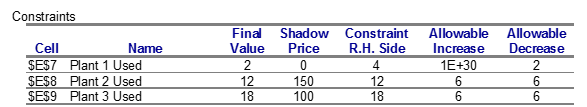 Constraints
Final Shadow Constraint Allowable Allowable
Cell Name Value Price R.H. Side Increase Decrease
$E$7 Plant 1 Used 2 0 4 1E+30 2
$E$8 Plant 2 Used 12 150 12 6 6
$E$9 Plant 3 Used 18 100 18 6 6